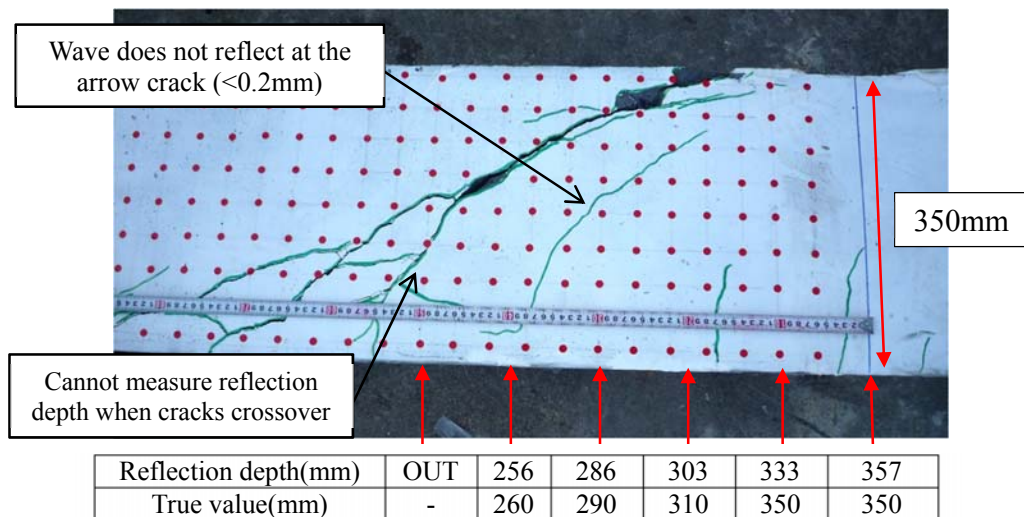 Wave does not reflect at the
arrow crack (<0.2mm)
350mm
Cannot measure reflection
depth when cracks crossover
Reflection depth(mm) OUT 256 286 303 333 357
True value(mm) - 260 290 310 350 350